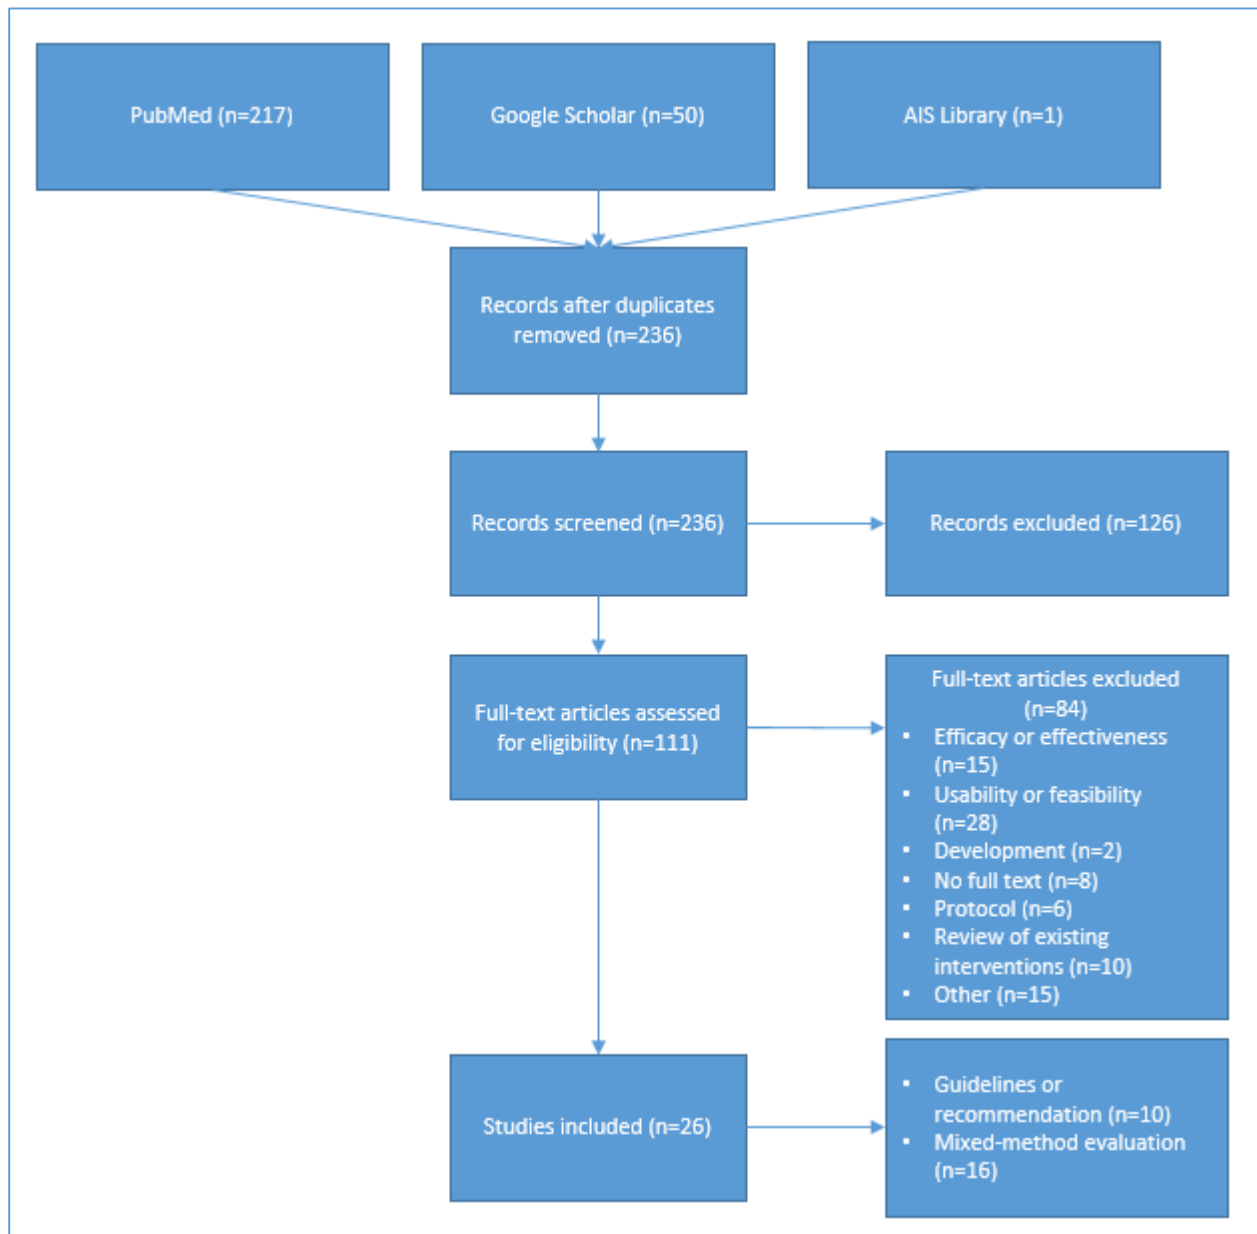 PubMed (n=217)
Google Scholar (n=50)
AIS Library (n=1)
Records after duplicates
removed (n=236)
Records screened (n=236)
Records excluded (n=126)
Full-text articles assessed
for eligibility (n=111)
Full-text articles excluded
(n=84)
▪ Efficacy or effectiveness
(n=15)
▪ Usability or feasibility
(n=28)
▪ Development (n=2)
▪ No full text (n=8)
▪ Protocol (n=6)
▪ Review of existing
interventions (n=10)
▪ Other (n=15)
Studies included (n=26)
▪ Guidelines or
recommendation (n=10)
▪ Mixed-method evaluation
(n=16)